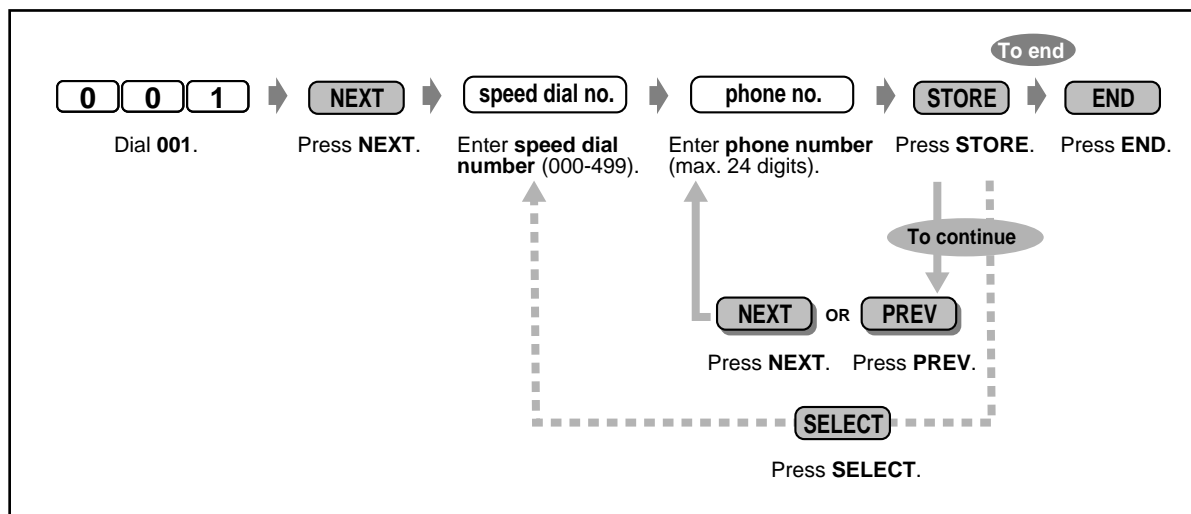 To end
0 0 1 NEXT speed dial no. phone no. STORE END
Dial 001. Press NEXT. Enter speed dial Enter phone number Press STORE. Press END.
number (000-499). (max. 24 digits).
To continue
NEXT OR PREV
Press NEXT. Press PREV.
SELECT
Press SELECT.